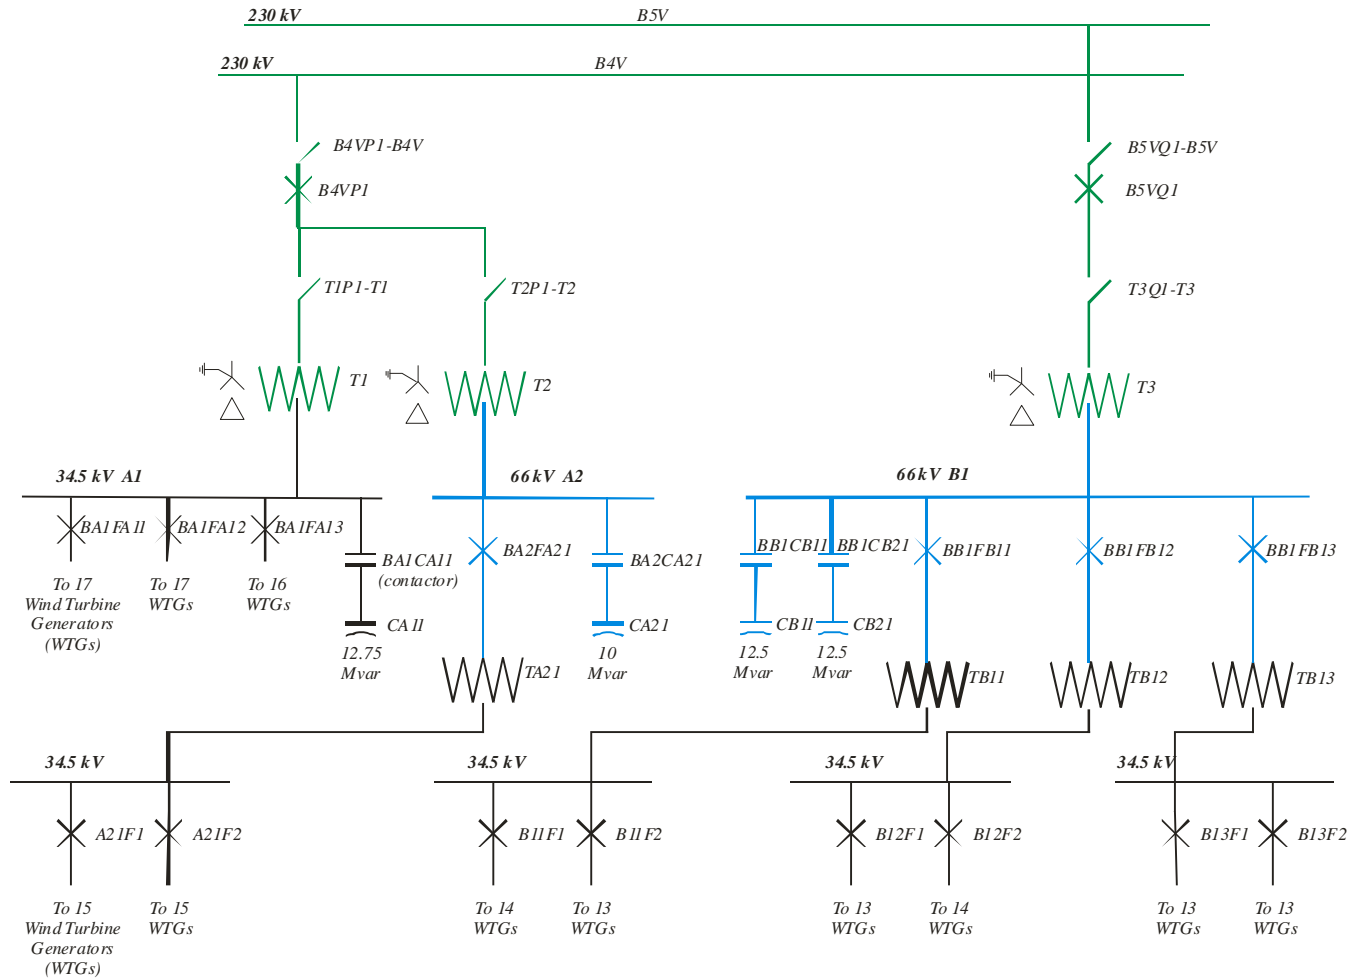 230 kV
B5V
230 kV
B4V
B4VP1-B4V
B5VQ1-B5V
B4VP1
B5VQ1
T1P1-T1
T2P1-T2
T3Q1-T3
T1
T2
T3
34.5 kV A1
66kV A2
66kV B1
BA1FA11
BA1FA12
BA1FA13
BA1CA11
(contactor)
BA2FA21
BA2CA21
BB1CB11
BB1CB21
BB1FB11
BB1FB12
BB1FB13
To 17
Wind Turbine
Generators
(WTGs)
To 17
WTGs
To 16
WTGs
CA11
12.75
Mvar
CA21
10
Mvar
CB11
12.5
Mvar
CB21
12.5
Mvar
TA21
TB11
TB12
TB13
34.5 kV
34.5 kV
34.5 kV
34.5 kV
A21F1
A21F2
B11F1
B11F2
B12F1
B12F2
B13F1
B13F2
To 15
Wind Turbine
Generators
(WTGs)
To 15
WTGs
To 14
WTGs
To 13
WTGs
To 13
WTGs
To 14
WTGs
To 13
WTGs
To 13
WTGs